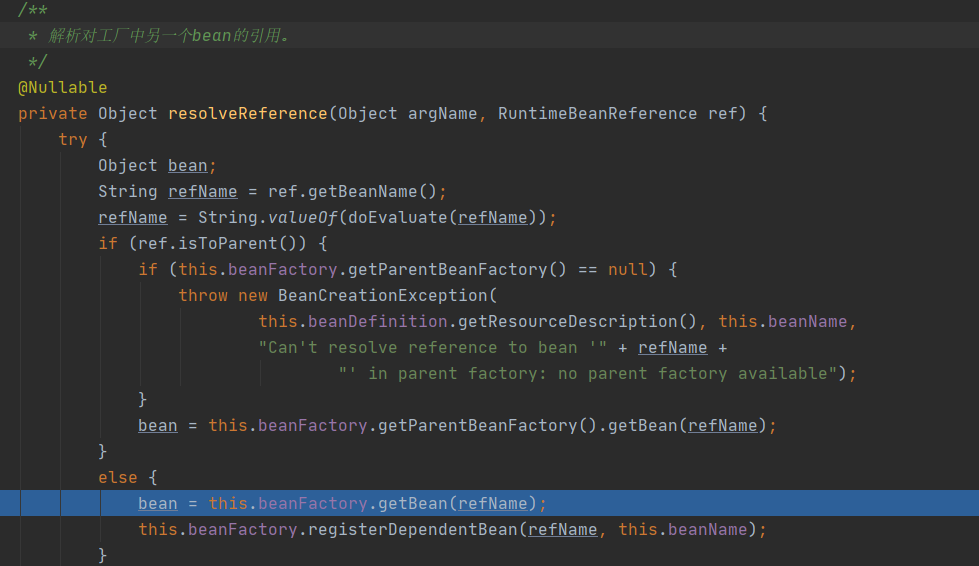 /**
 * 解析对工厂中另一个bean的引用。
 */
@Nullable
private Object resolveReference(Object argName, RuntimeBeanReference ref) {
    try {
        Object bean;
        String refName = ref.getBeanName();
        refName = String.valueOf(doEvaluate(refName));
        if (ref.isToParent()) {
            if (this.beanFactory.getParentBeanFactory() == null) {
                throw new BeanCreationException(
                        this.beanDefinition.getResourceDescription(), this.beanName,
                        "Can't resolve reference to bean '" + refName +
                                "' in parent factory: no parent factory available");
            }
            bean = this.beanFactory.getParentBeanFactory().getBean(refName);
        }
        else {
            bean = this.beanFactory.getBean(refName);
            this.beanFactory.registerDependentBean(refName, this.beanName);
        }